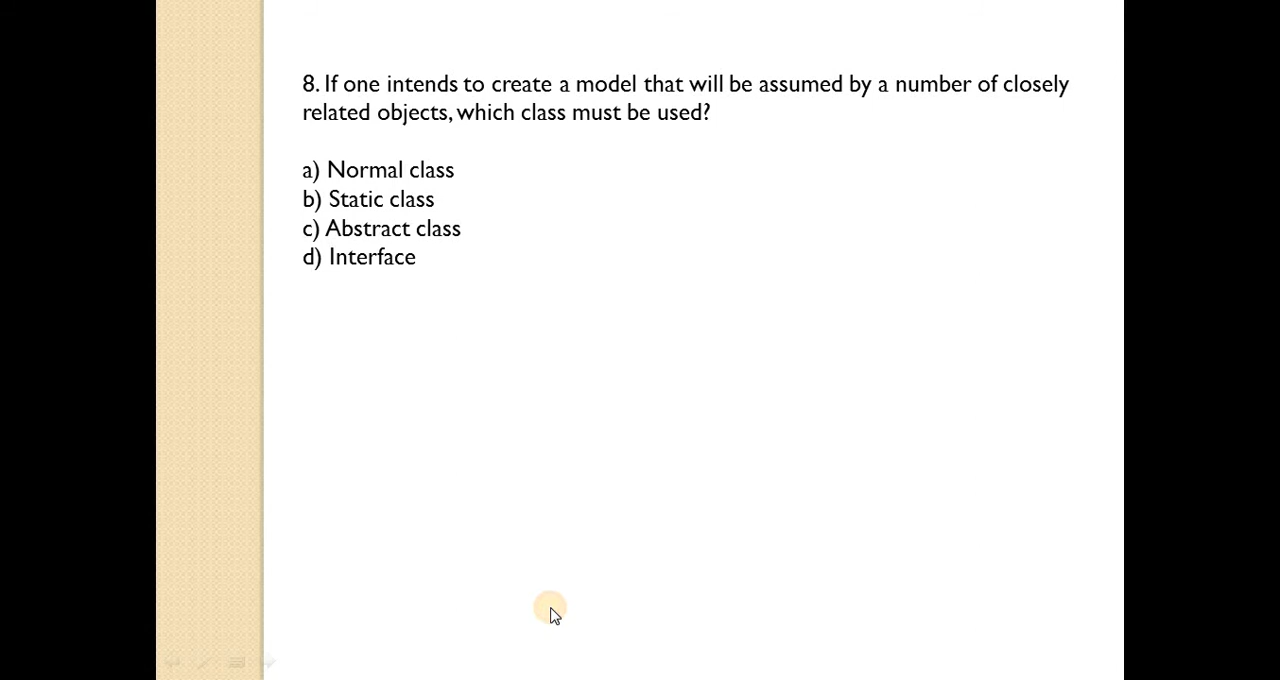 8. If one intends to create a model that will be assumed by a number of closely
related objects, which class must be used?
a) Normal class
b) Static class
c) Abstract class
d) Interface